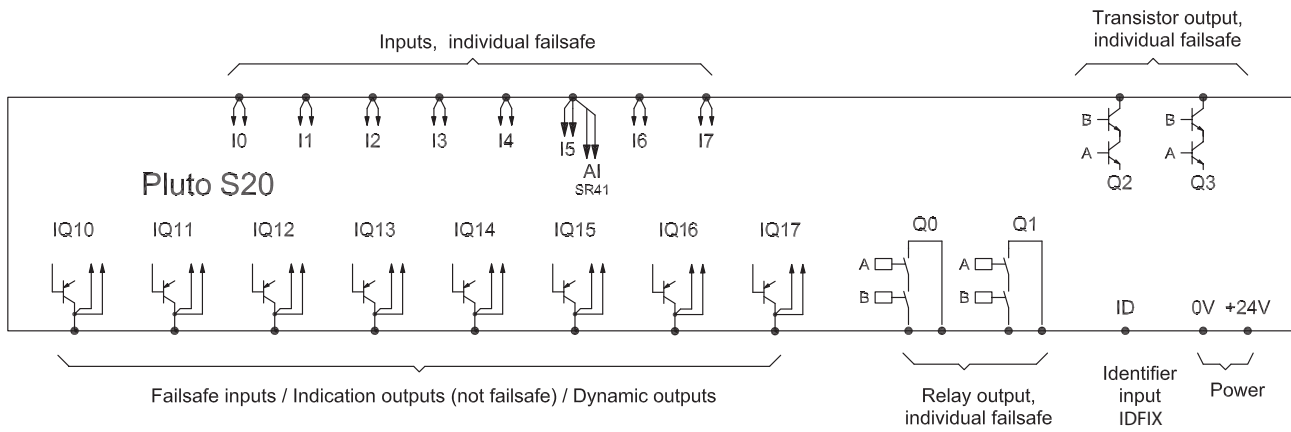 Inputs, individual failsafe
Transistor output,
individual failsafe
I0 I1 I2 I3 I4 I5 I6 I7
AI
SR41
B B
A A
Q2 Q3
Pluto S20
IQ10 IQ11 IQ12 IQ13 IQ14 IQ15 IQ16 IQ17
Q0 Q1
A A
B B
ID 0V +24V
Failsafe inputs / Indication outputs (not failsafe) / Dynamic outputs
Relay output,
individual failsafe
Identifier
input
IDFIX
Power